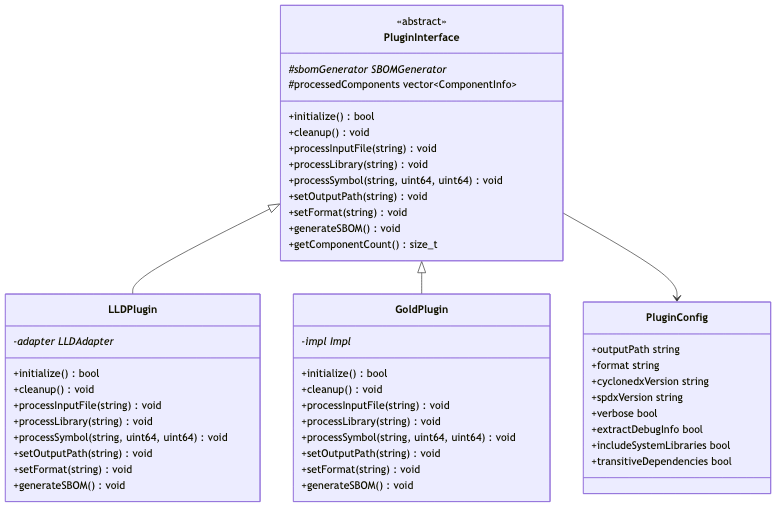 «abstract»
PluginInterface
#sbomGenerator SBOMGenerator
#processedComponents vector<ComponentInfo>
+initialize() : bool
+cleanup() : void
+processInputFile(string) : void
+processLibrary(string) : void
+processSymbol(string, uint64, uint64) : void
+setOutputPath(string) : void
+setFormat(string) : void
+generateSBOM() : void
+getComponentCount() : size_t
LLDPlugin
-adapter LLDAdapter
+initialize() : bool
+cleanup() : void
+processInputFile(string) : void
+processLibrary(string) : void
+processSymbol(string, uint64, uint64) : void
+setOutputPath(string) : void
+setFormat(string) : void
+generateSBOM() : void
GoldPlugin
-impl Impl
+initialize() : bool
+cleanup() : void
+processInputFile(string) : void
+processLibrary(string) : void
+processSymbol(string, uint64, uint64) : void
+setOutputPath(string) : void
+setFormat(string) : void
+generateSBOM() : void
PluginConfig
+outputPath string
+format string
+cyclonedxVersion string
+spdxVersion string
+verbose bool
+extractDebugInfo bool
+includeSystemLibraries bool
+transitiveDependencies bool